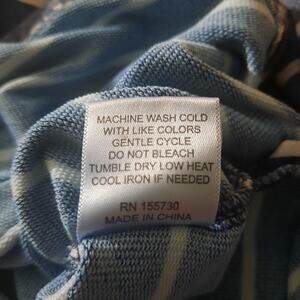 MACHINE WASH COLD
WITH LIKE COLORS
GENTLE CYCLE
DO NOT BLEACH
TUMBLE DRY LOW HEAT
COOL IRON IF NEEDED
RN 155730
MADE IN CHINA